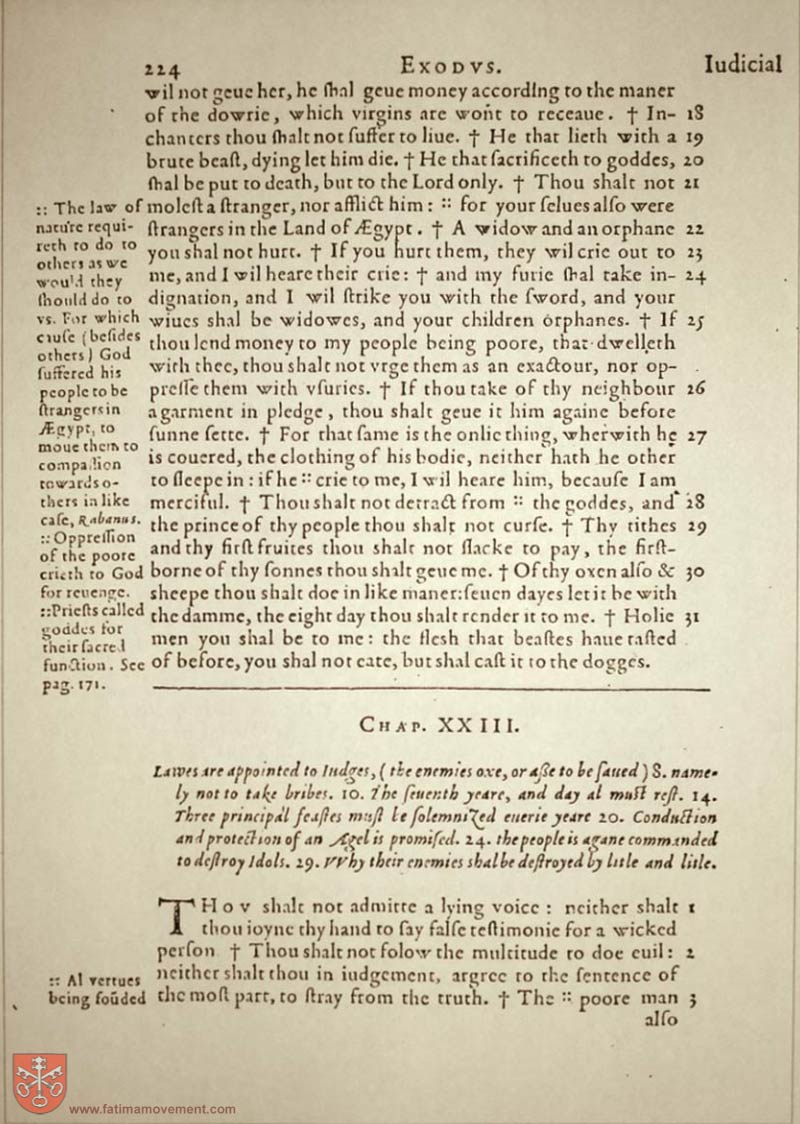 224 EXODVS. Iudicial
wil not geue her, he ſhal geue money according to the maner
of the dowrie, which virgins are wont to receaue. † In- 18
chanters thou ſhalt not ſuffer to liue. † He that lieth with a 19
brute beaſt, dying let him die. † He that ſacrificeth to goddes, 20
ſhal be put to death, but to the Lord only. † Thou shalt not 21
moleſt a ſtranger, nor afflict him: :: for your ſelues alſo were
ſtrangers in the Land of Ægypt. † A widow and an orphane 22
you shal not hurt. † If you hurt them, they wil crie out to 23
me, and I wil heare their crie: † and my furie ſhal take in- 24
dignation, and I wil ſtrike you with the ſword, and your
wiues shal be widowes, and your children orphanes. † If 25
thou lend money to my people being poore, that dwelleth
with thee, thou shalt not vrge them as an exactour, nor op-
preſſe them with vſuries. † If thou take of thy neighbour 26
a garment in pledge, thou shalt geue it him againe before
ſunne ſette. † For that ſame is the onlie thing, wherwith he 27
is couered, the clothing of his bodie, neither hath he other
to ſleepe in: if he :: crie to me, I wil heare him, becauſe I am
merciful. † Thou shalt not detract from :: the goddes, and 28
the prince of thy people thou shalt not curſe. † Thy tithes 29
and thy firſt fruites thou shalt not ſlacke to pay, the firſt-
borne of thy ſonnes thou shalt geue me. † Of thy oxen alſo & 30
sheepe thou shalt doe in like maner: ſeuen dayes let it be with
the damme, the eight day thou shalt render it to me. † Holie 31
men you shal be to me: the flesh that beaſtes haue taſted
of before, you shal not eate, but shal caſt it to the dogges.
:: The law of
nature requi-
reth to do to
others as we
would they
ſhould do to
vs. For which
cauſe (beſides
others) God
ſuffered his
people to be
ſtrangers in
Ægypt, to
moue them to
compaſſion
towards o-
thers in like
caſe, Rabanus.
:: Oppreſſion
of the poore
crieth to God
for reuenge.
:: Prieſts called
goddes for
their ſacred
function. See
pag. 171.
CHAP. XXIII.
Lawes are appointed to Iudges, (the enemies oxe, or aſſe to be ſaued) 8. name-
ly not to take bribes. 10. The ſeuenth yeare, and day al muſt reſt. 14.
Three principal feaſtes muſt be ſolemnized euerie yeare 20. Conduction
and protection of an Agel is promiſed. 24. the people is agane commanded
to deſtroy Idols. 29. VVhy their enemies shal be deſtroyed by litle and litle.
THOV shalt not admitte a lying voice: neither shalt 1
thou ioyne thy hand to ſay falſe teſtimonie for a wicked
perſon † Thou shalt not folow the multitude to doe euil: 2
neither shalt thou in iudgement, argree to the ſentence of
the moſt part, to ſtray from the truth. † The :: poore man 3
alſo
:: Al vertues
being foũded
www.fatimamovement.com